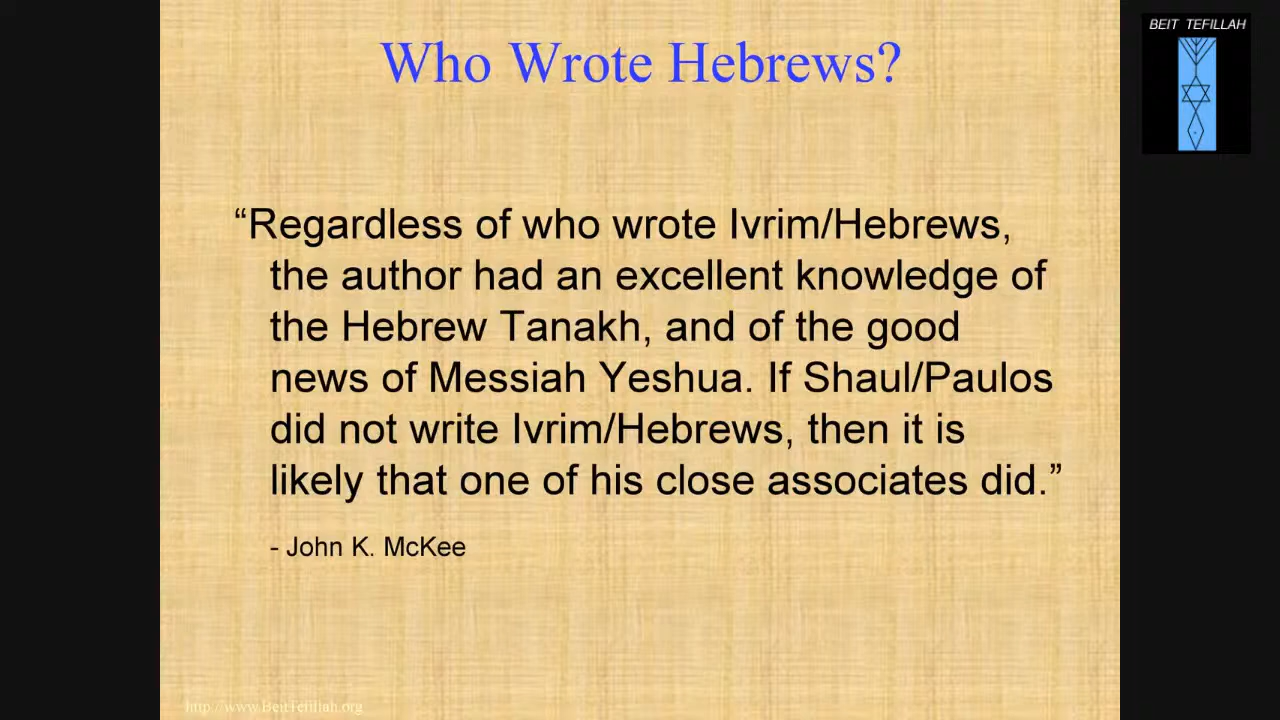 Who Wrote Hebrews?
BEIT TEFILLAH
“Regardless of who wrote Ivrim/Hebrews,
the author had an excellent knowledge of
the Hebrew Tanakh, and of the good
news of Messiah Yeshua. If Shaul/Paulos
did not write Ivrim/Hebrews, then it is
likely that one of his close associates did.”
- John K. McKee
http://www.BeitTefillah.org